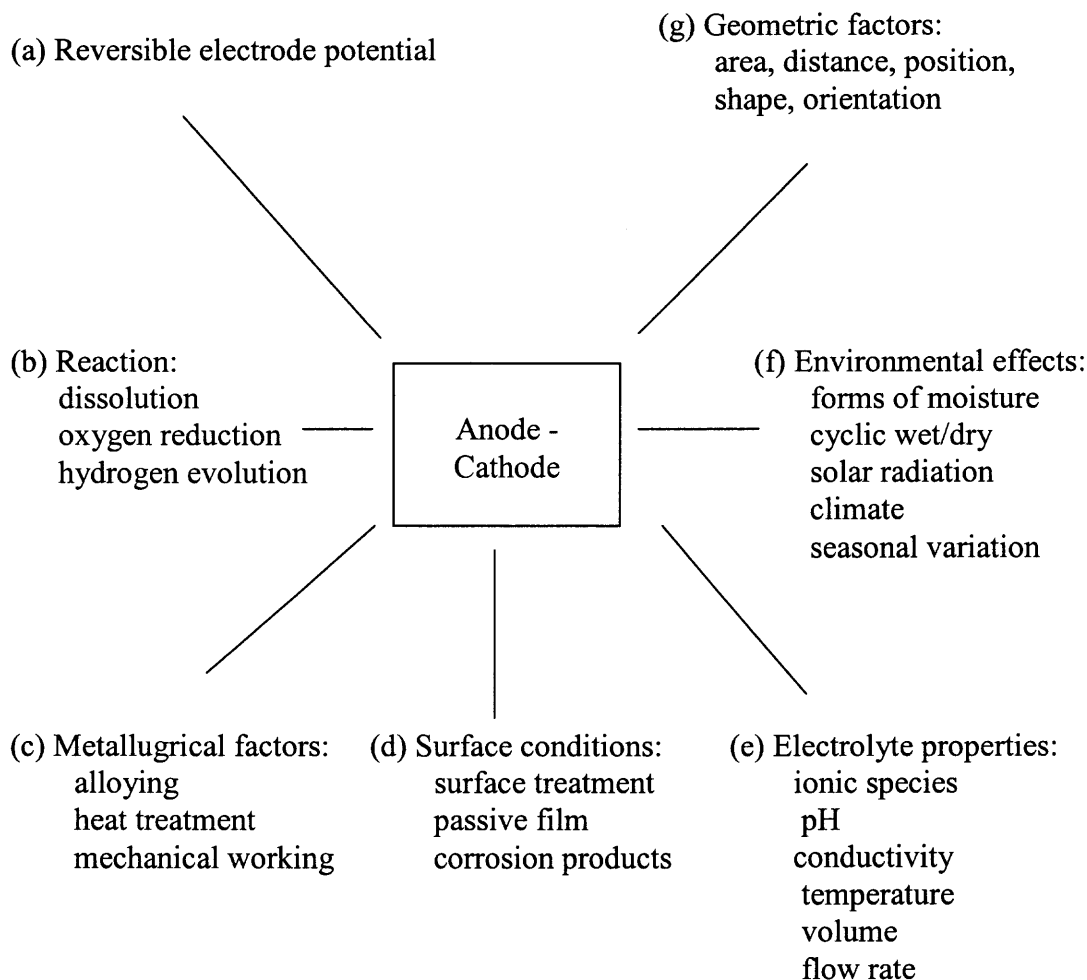 (a) Reversible electrode potential
(g) Geometric factors:
area, distance, position,
shape, orientation
(b) Reaction:
dissolution
oxygen reduction
hydrogen evolution
Anode -
Cathode
(f) Environmental effects:
forms of moisture
cyclic wet/dry
solar radiation
climate
seasonal variation
(c) Metallugrical factors:
alloying
heat treatment
mechanical working
(d) Surface conditions:
surface treatment
passive film
corrosion products
(e) Electrolyte properties:
ionic species
pH
conductivity
temperature
volume
flow rate